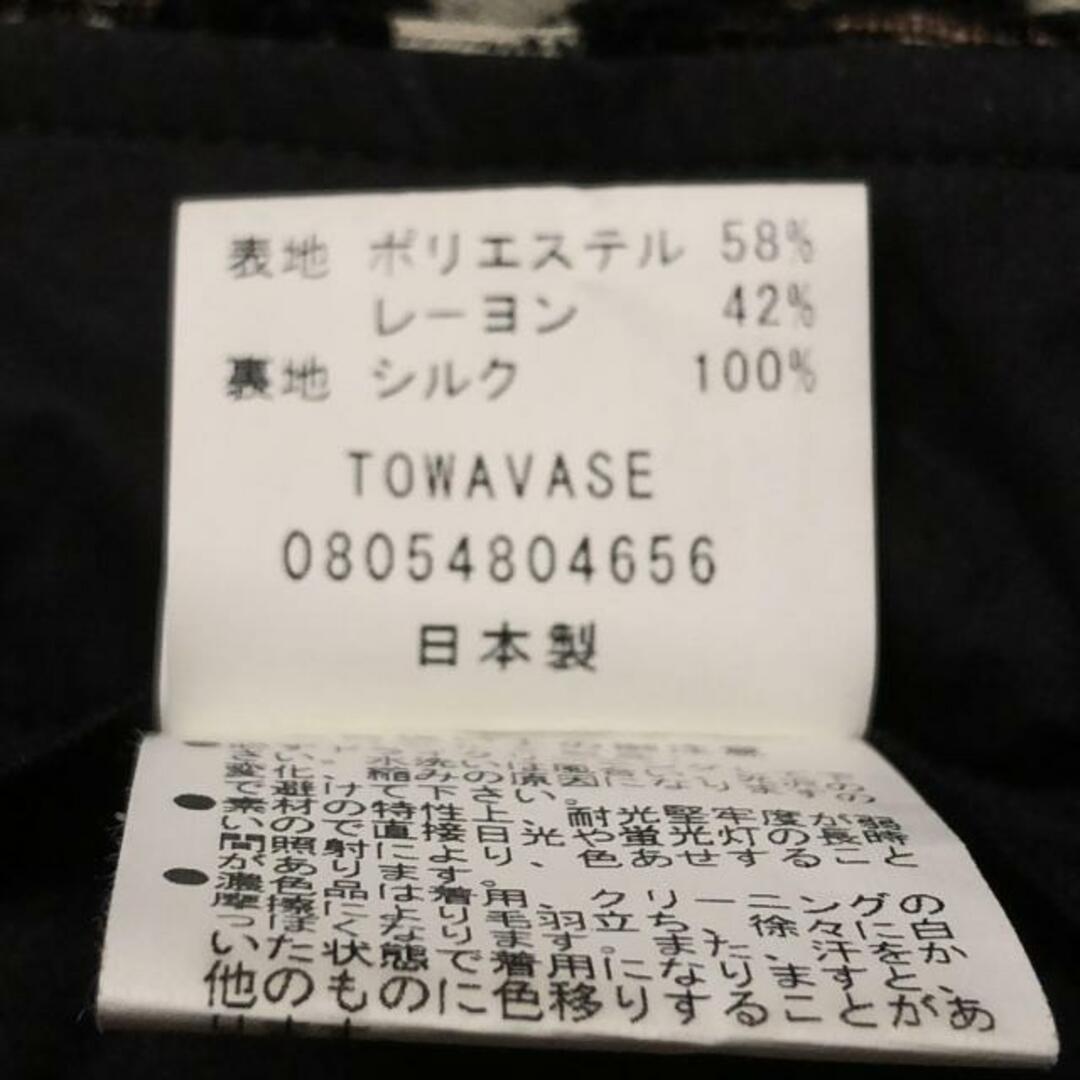 表地 ポリエステル 58%
レーヨン 42%
裏地 シルク 100%
TOWAVASE
08054804656
日本製
変化、稲みの原因になりますの
で避けて下さい。
●素材の特性上、耐光堅牢度が弱
い為、直接日光や蛍光灯の長時
間の照射により、色あせすること
があります。
●濃色品は着用、クリーニングの
摩擦により毛羽立ち、徐々に白か
っぽくなります。また、汗をか
いた状態で着用になりますと、
他のものに色移りすることがあ